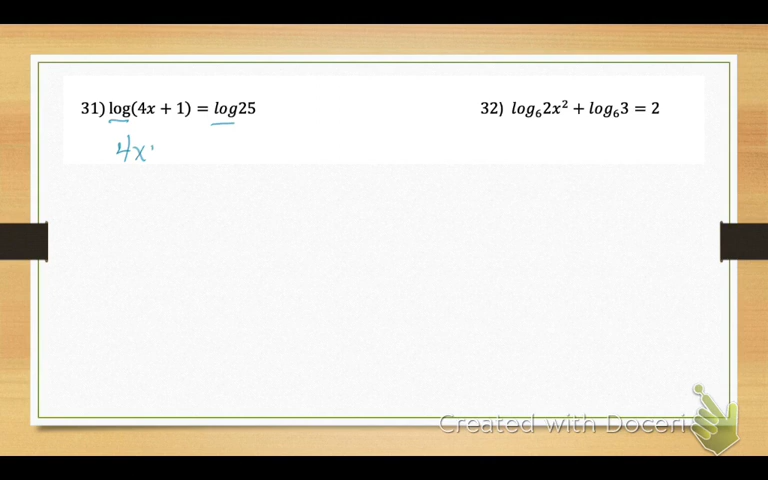 31) log(4x + 1) = log25
32) log₆2x² + log₆3 = 2
4x
Created with Doceri